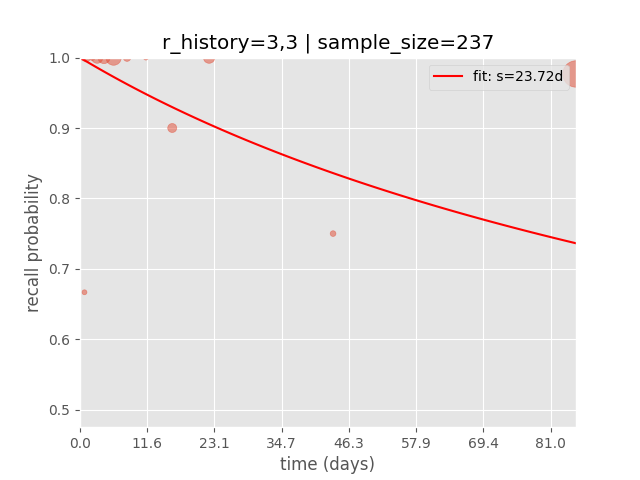 r_history=3,3 | sample_size=237
fit: s=23.72d
recall probability
1.0
0.9
0.8
0.7
0.6
0.5
0.0 11.6 23.1 34.7 46.3 57.9 69.4 81.0
time (days)